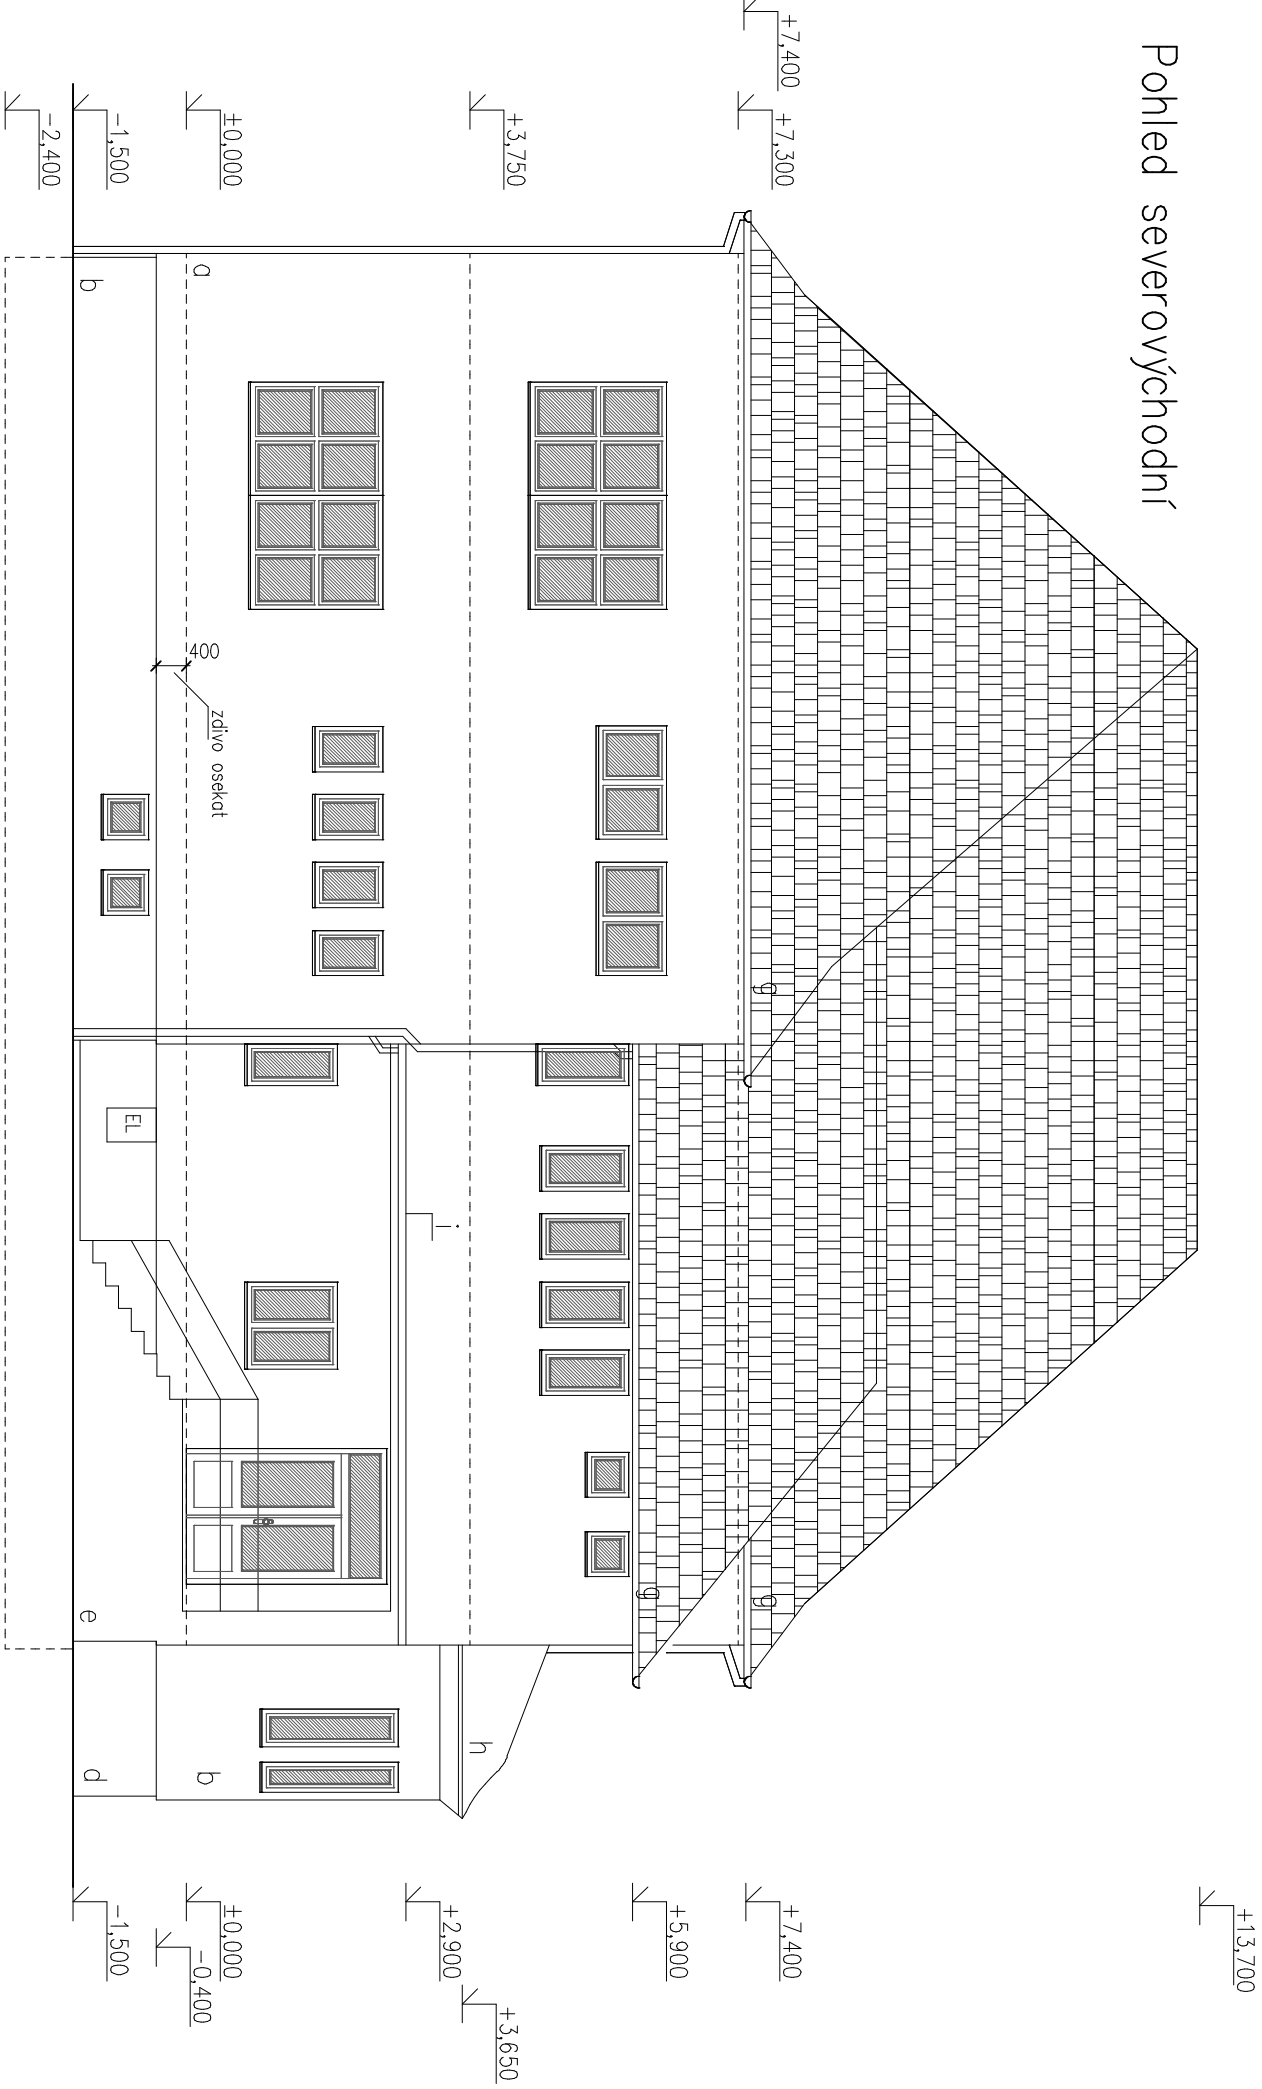 Pohled severovýchodní
+7,400
+7,300
+3,750
±0,000
-1,500
-2,400
+13,700
+7,400
+5,900
+3,650
+2,900
±0,000
-0,400
-1,500
g
g
g
h
i
a
400
zdivo osekat
b
b
EL
e
d